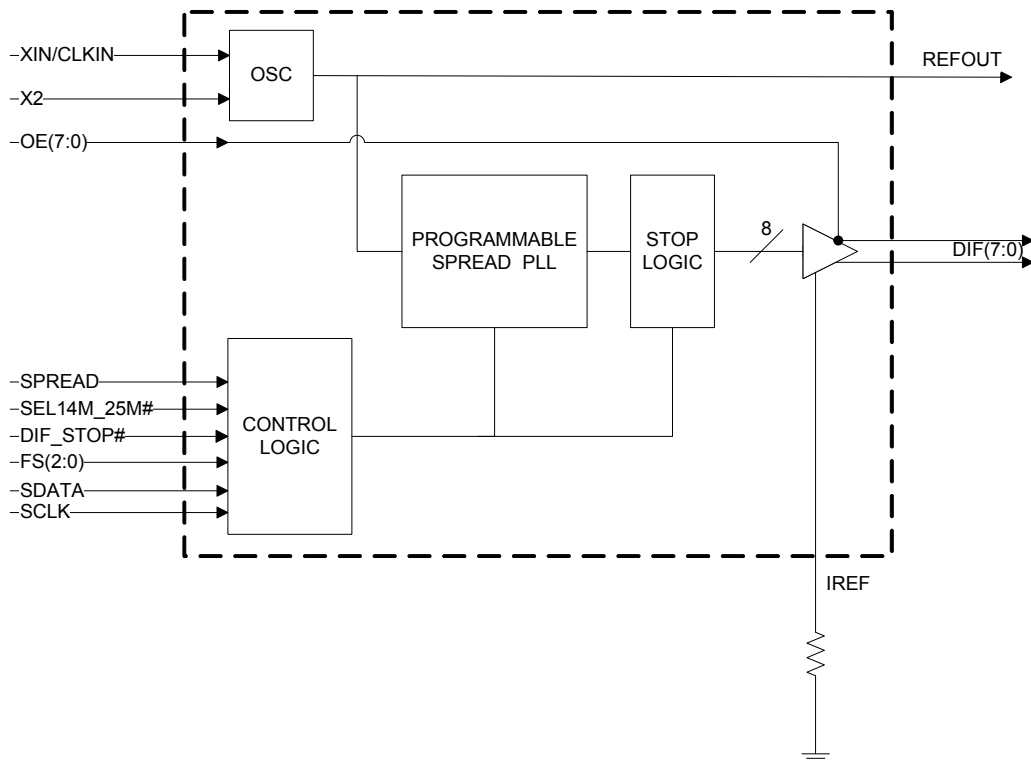 XIN/CLKIN
OSC
REFOUT
X2
OE(7:0)
PROGRAMMABLE
SPREAD PLL
STOP
LOGIC
8
DIF(7:0)
SPREAD
SEL14M_25M#
DIF_STOP#
FS(2:0)
SDATA
SCLK
CONTROL
LOGIC
IREF